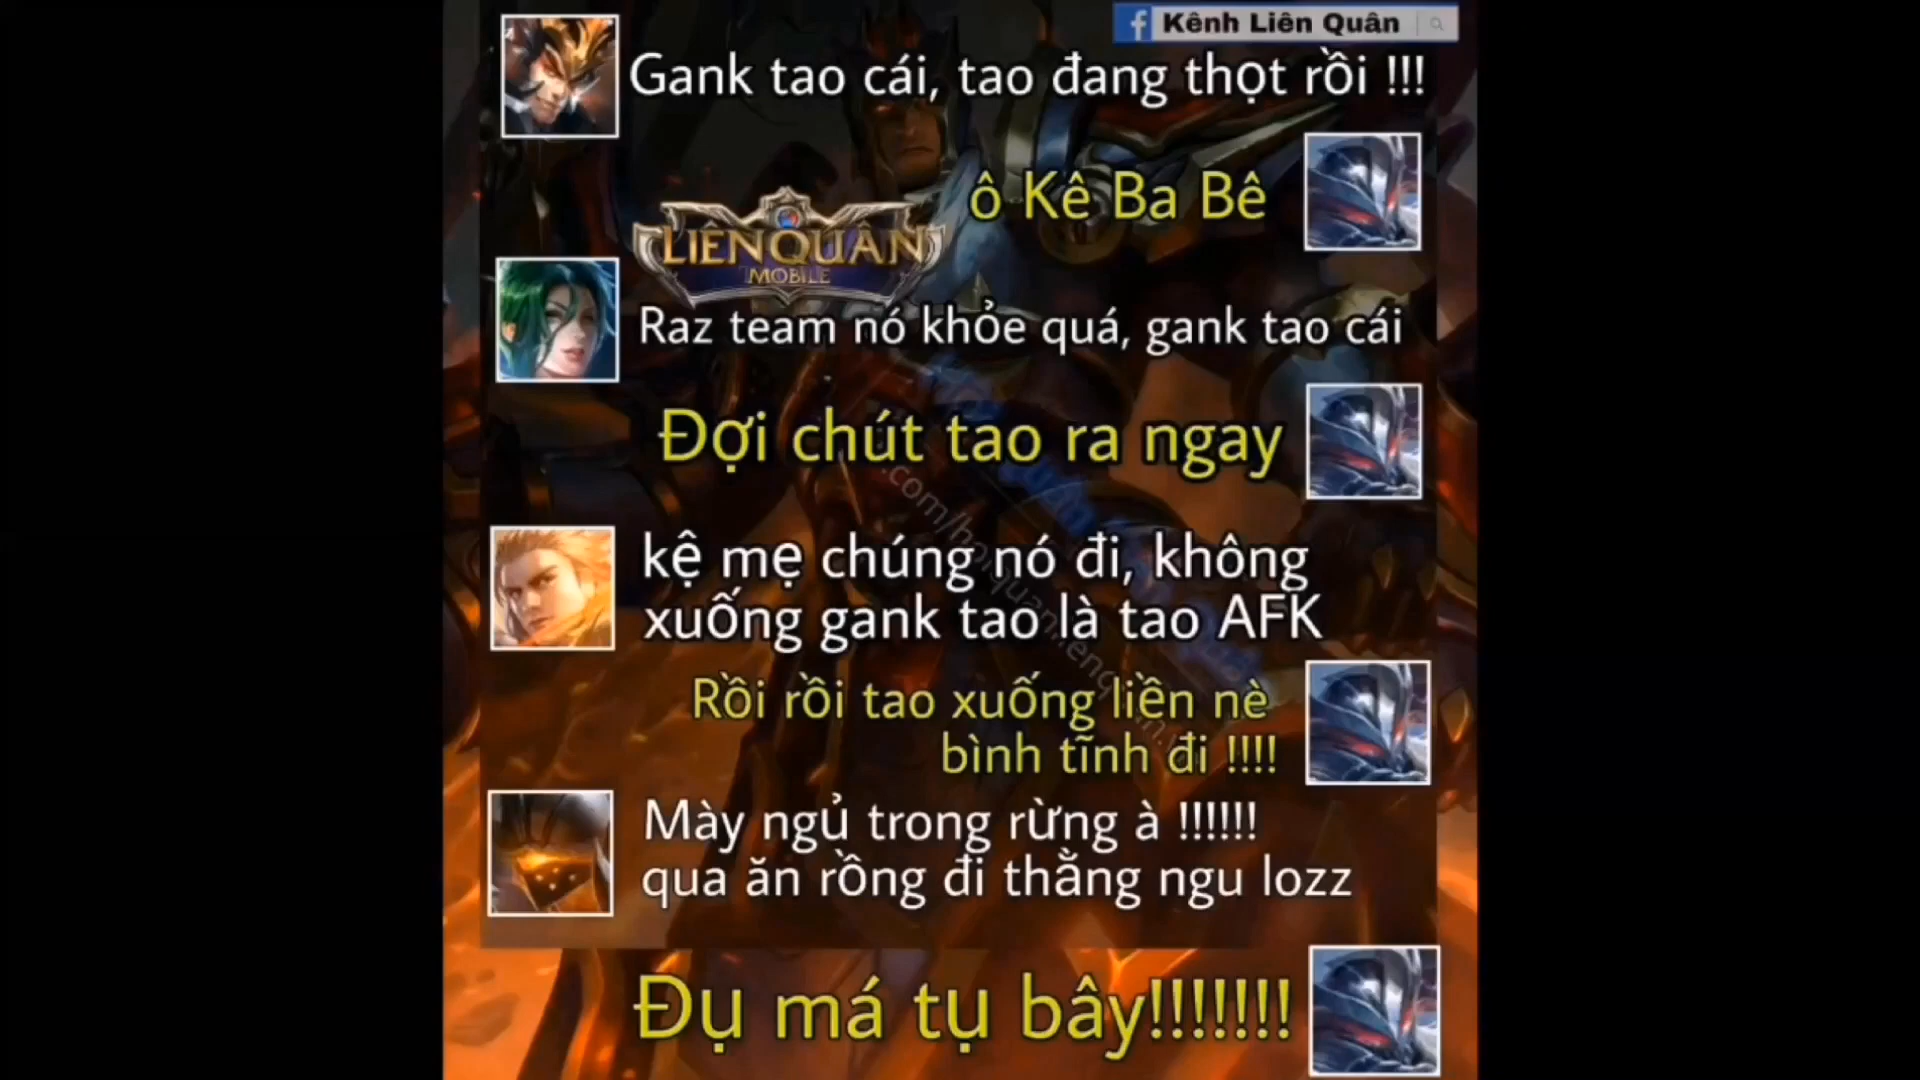 Kênh Liên Quân
Gank tao cái, tao đang thọt rồi !!!
ô Kê Ba Bê
LIÊN QUÂN
MOBILE
Raz team nó khỏe quá, gank tao cái
Đợi chút tao ra ngay
kệ mẹ chúng nó đi, không
xuống gank tao là tao AFK
Rồi rồi tao xuống liền nè
bình tĩnh đi !!!!
Mày ngủ trong rừng à !!!!!!
qua ăn rồng đi thằng ngu lozz
Đụ má tụ bây!!!!!!!